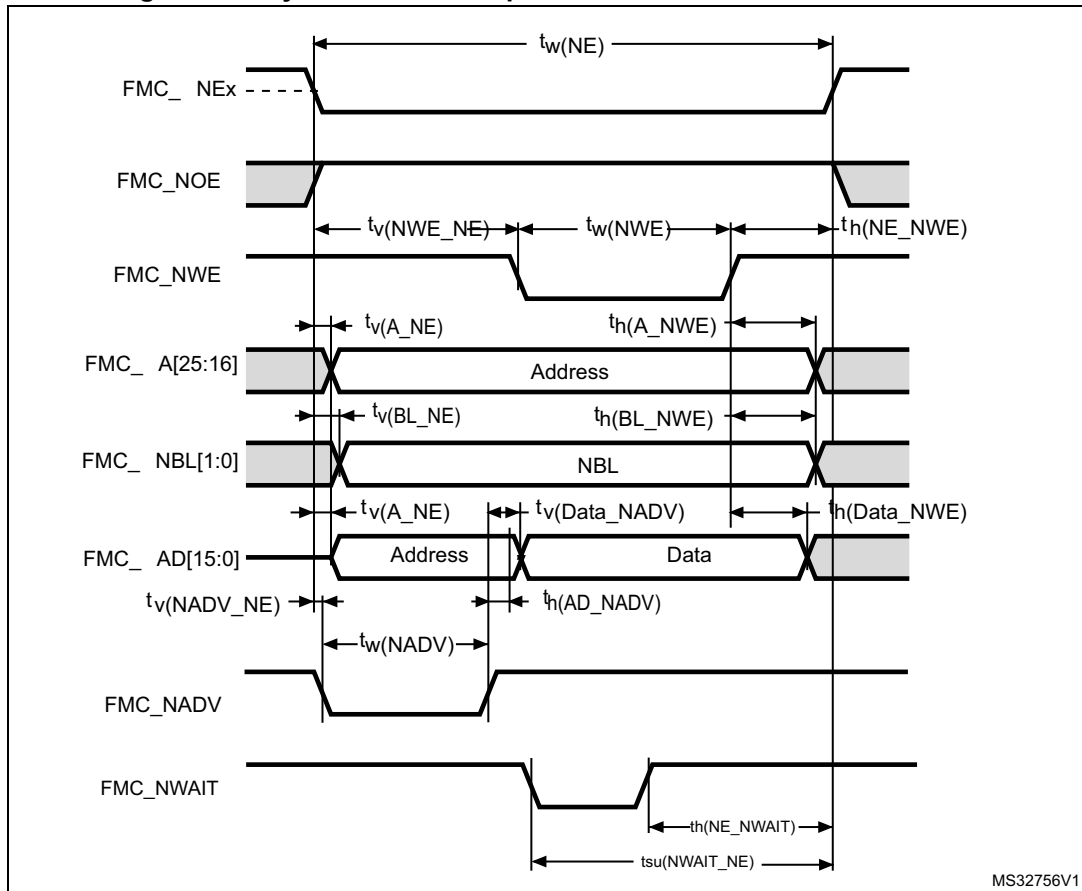 tw(NE)
FMC_ NEx
FMC_NOE
tv(NWE_NE)
tw(NWE)
th(NE_NWE)
FMC_NWE
tv(A_NE)
th(A_NWE)
FMC_ A[25:16]
Address
tv(BL_NE)
th(BL_NWE)
FMC_ NBL[1:0]
NBL
tv(A_NE)
tv(Data_NADV)
th(Data_NWE)
FMC_ AD[15:0]
Address
Data
tv(NADV_NE)
th(AD_NADV)
tw(NADV)
FMC_NADV
FMC_NWAIT
th(NE_NWAIT)
tsu(NWAIT_NE)
MS32756V1